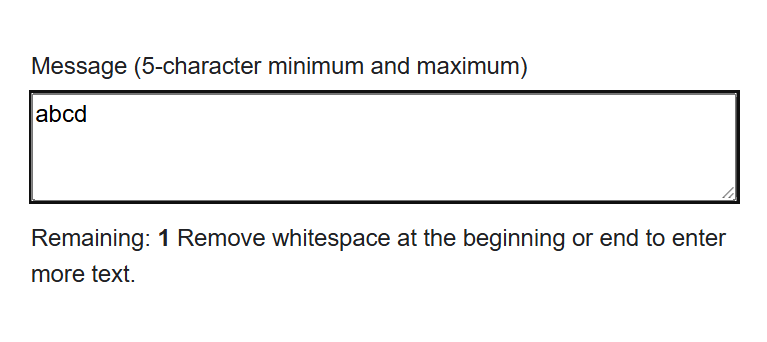 Message (5-character minimum and maximum)
abcd
Remaining: 1 Remove whitespace at the beginning or end to enter
more text.